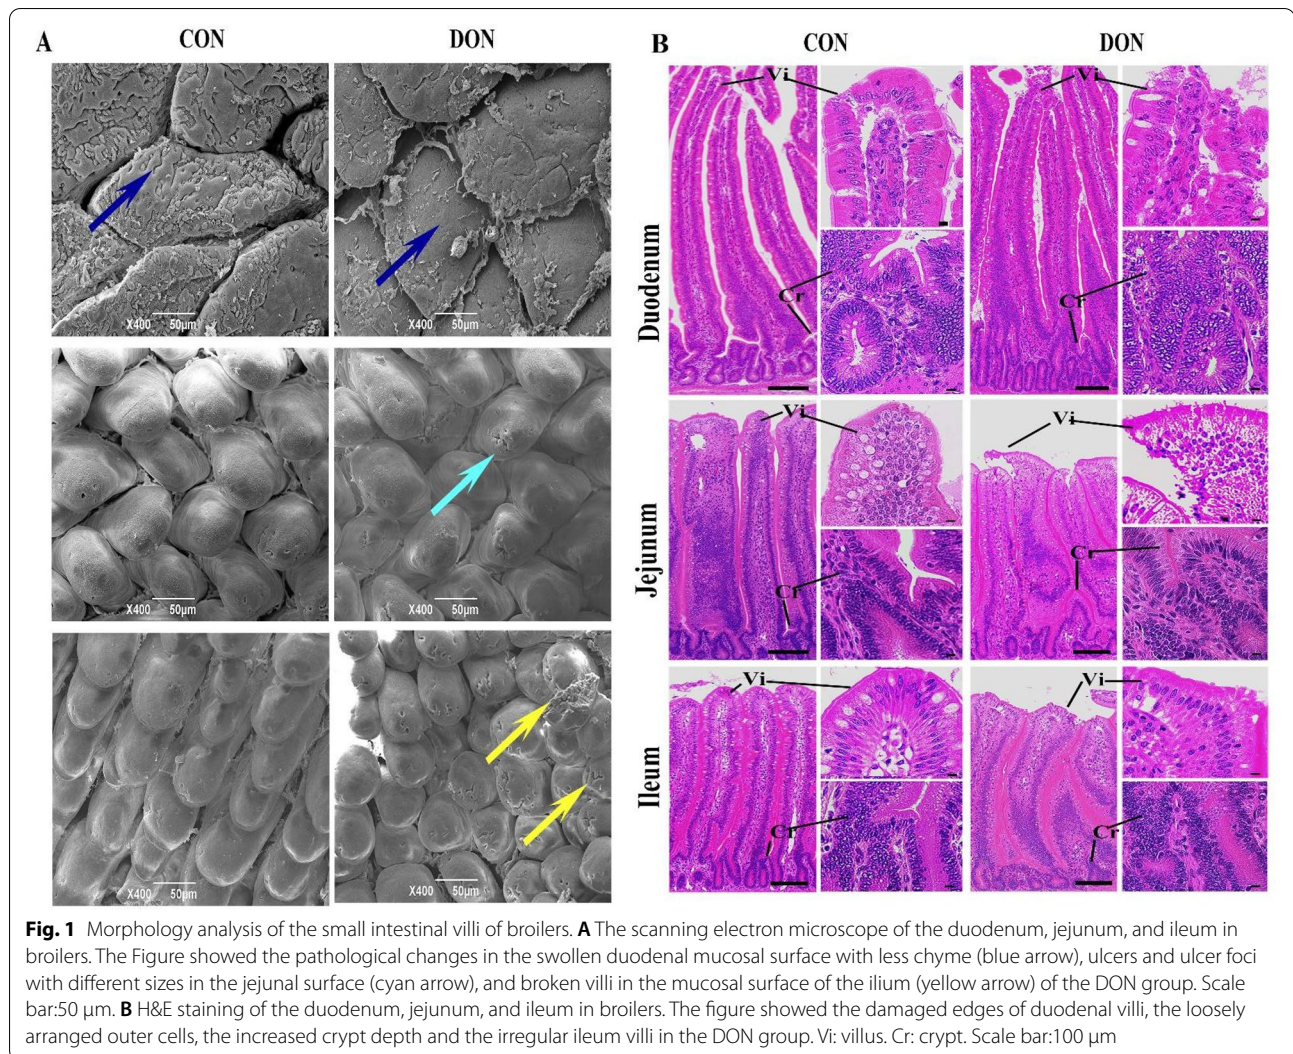 A
CON
DON
X400 50μm
X400 50μm
X400 50μm
X400 50μm
X400 50μm
X400 50μm
B
CON
DON
Duodenum
Vi
Vi
Cr
Cr
Jejunum
Vi
Vi
Cr
Cr
Ileum
Vi
Vi
Cr
Cr
Fig. 1 Morphology analysis of the small intestinal villi of broilers. A The scanning electron microscope of the duodenum, jejunum, and ileum in
broilers. The Figure showed the pathological changes in the swollen duodenal mucosal surface with less chyme (blue arrow), ulcers and ulcer foci
with different sizes in the jejunal surface (cyan arrow), and broken villi in the mucosal surface of the ilium (yellow arrow) of the DON group. Scale
bar:50 μm. B H&E staining of the duodenum, jejunum, and ileum in broilers. The figure showed the damaged edges of duodenal villi, the loosely
arranged outer cells, the increased crypt depth and the irregular ileum villi in the DON group. Vi: villus. Cr: crypt. Scale bar:100 μm